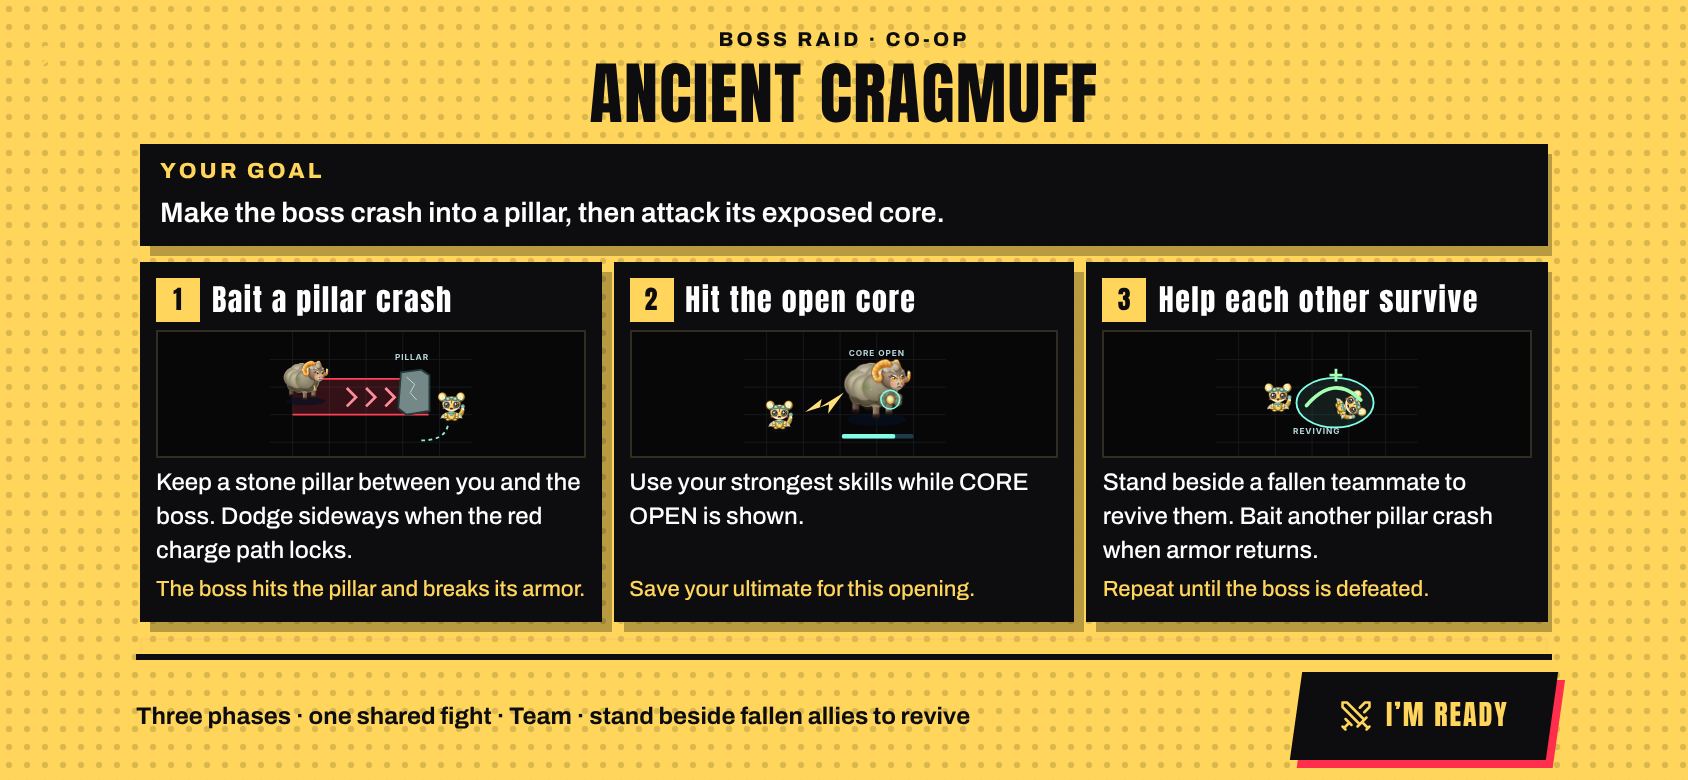 BOSS RAID · CO-OP
ANCIENT CRAGMUFF
YOUR GOAL
Make the boss crash into a pillar, then attack its exposed core.
1 Bait a pillar crash
PILLAR
Keep a stone pillar between you and the
boss. Dodge sideways when the red
charge path locks.
The boss hits the pillar and breaks its armor.
2 Hit the open core
CORE OPEN
Use your strongest skills while CORE
OPEN is shown.
Save your ultimate for this opening.
3 Help each other survive
REVIVING
Stand beside a fallen teammate to
revive them. Bait another pillar crash
when armor returns.
Repeat until the boss is defeated.
Three phases · one shared fight · Team · stand beside fallen allies to revive
I’M READY